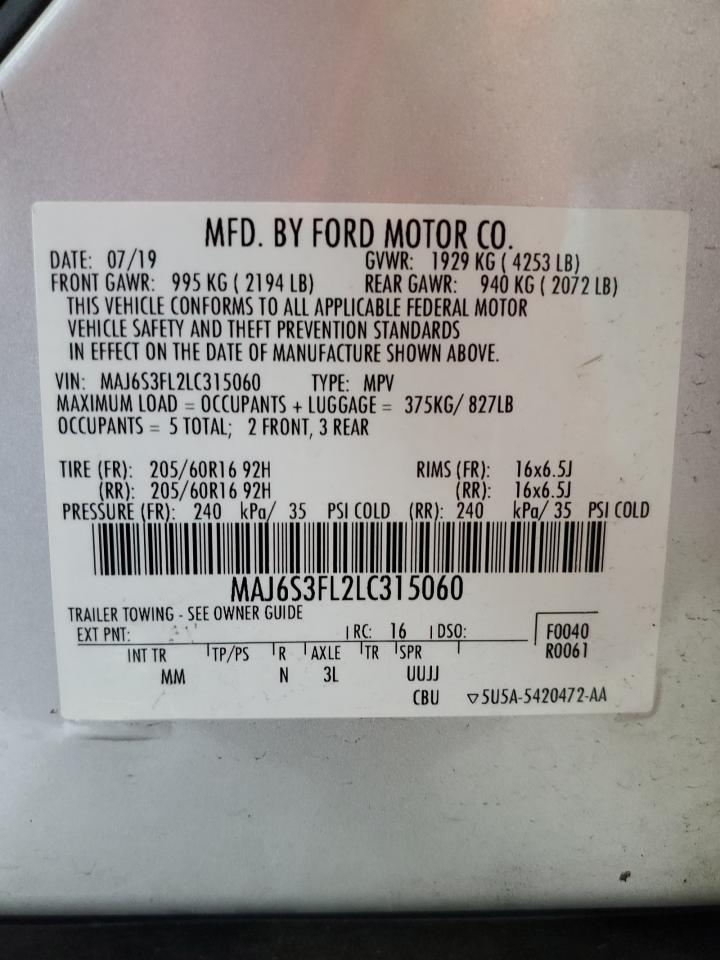 MFD. BY FORD MOTOR CO.
DATE: 07/19 GVWR: 1929 KG ( 4253 LB)
FRONT GAWR: 995 KG ( 2194 LB) REAR GAWR: 940 KG ( 2072 LB)
THIS VEHICLE CONFORMS TO ALL APPLICABLE FEDERAL MOTOR
VEHICLE SAFETY AND THEFT PREVENTION STANDARDS
IN EFFECT ON THE DATE OF MANUFACTURE SHOWN ABOVE.
VIN: MAJ6S3FL2LC315060 TYPE: MPV
MAXIMUM LOAD = OCCUPANTS + LUGGAGE = 375KG/ 827LB
OCCUPANTS = 5 TOTAL; 2 FRONT, 3 REAR
TIRE (FR): 205/60R16 92H RIMS (FR): 16x6.5J
(RR): 205/60R16 92H (RR): 16x6.5J
PRESSURE (FR): 240 kPa/ 35 PSI COLD (RR): 240 kPa/ 35 PSI COLD
MAJ6S3FL2LC315060
TRAILER TOWING - SEE OWNER GUIDE
EXT PNT: RC: 16 DSO: F0040
INT TR TP/PS R AXLE TR SPR R0061
MM N 3L UUJJ
CBU ▽5U5A-5420472-AA